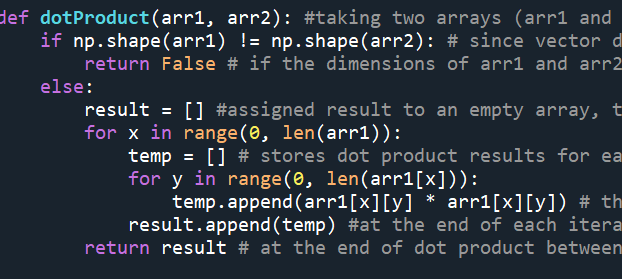 def dotProduct(arr1, arr2): #taking two arrays (arr1 and
if np.shape(arr1) != np.shape(arr2): # since vector d
return False # if the dimensions of arr1 and arr2
else:
result = [] #assigned result to an empty array, t
for x in range(0, len(arr1)):
temp = [] # stores dot product results for ea
for y in range(0, len(arr1[x])):
temp.append(arr1[x][y] * arr1[x][y]) # th
result.append(temp) #at the end of each itera
return result # at the end of dot product between